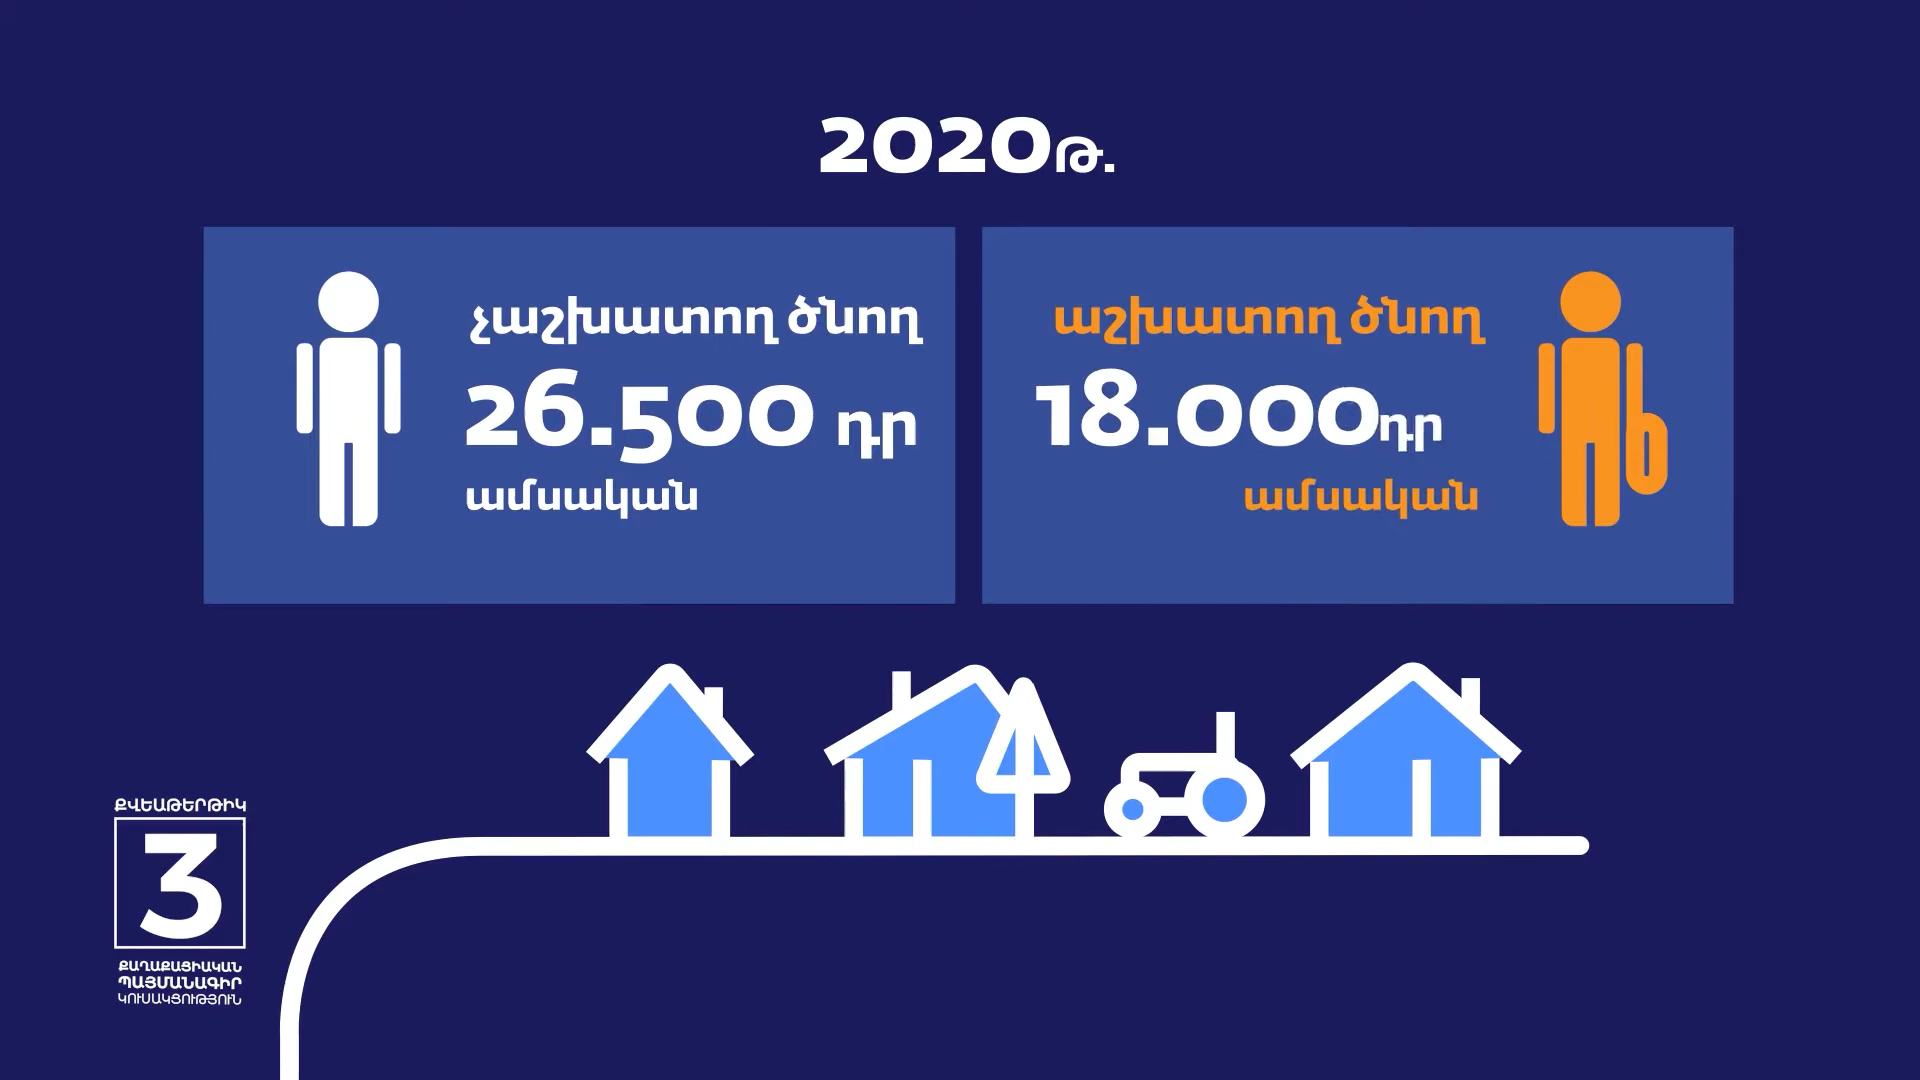 2020թ.
չաշխատող ծնող
26.500 դր
ամսական
աշխատող ծնող
18.000դր
ամսական
ՔՎԵԱԹԵՐԹԻԿ
3
ՔԱՂԱՔԱՑԻԱԿԱՆ
ՊԱՅՄԱՆԱԳԻՐ
ԿՈՒՍԱԿՑՈՒԹՅՈՒՆ